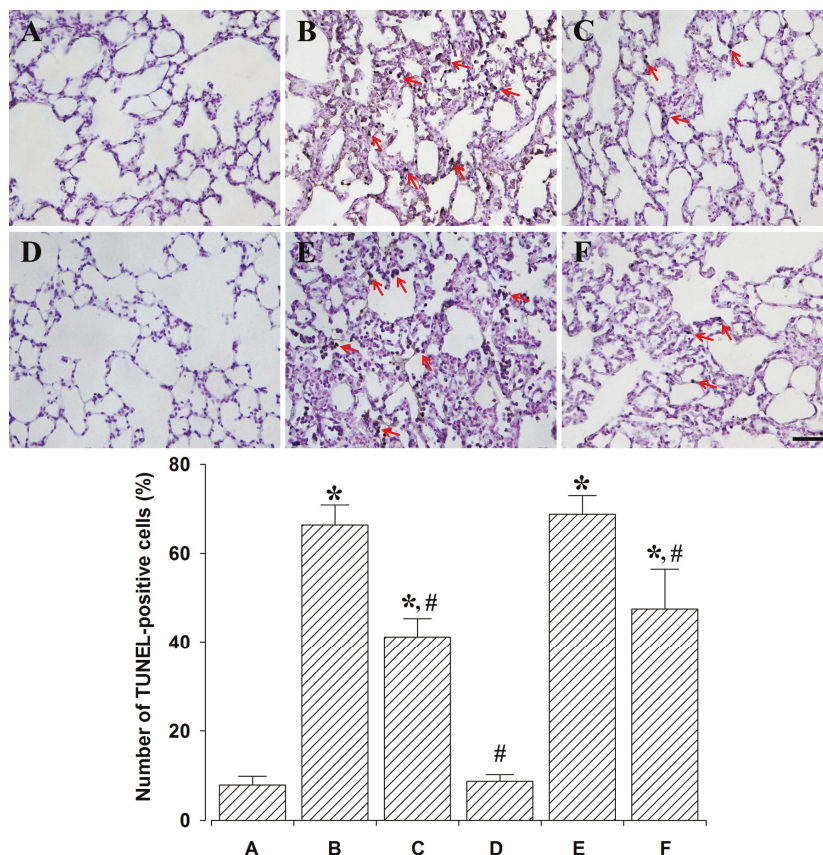 A B C
D E F
Number of TUNEL-positive cells (%)
80
60
40
20
0
*
*, #
#
*
*, #
A B C D E F